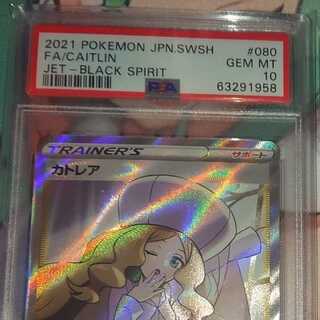 2021 POKEMON JPN.SWSH #080
FA/CAITLIN GEM MT
JET-BLACK SPIRIT 10
PSA 63291958
TRAINER'S サポート
カトレア